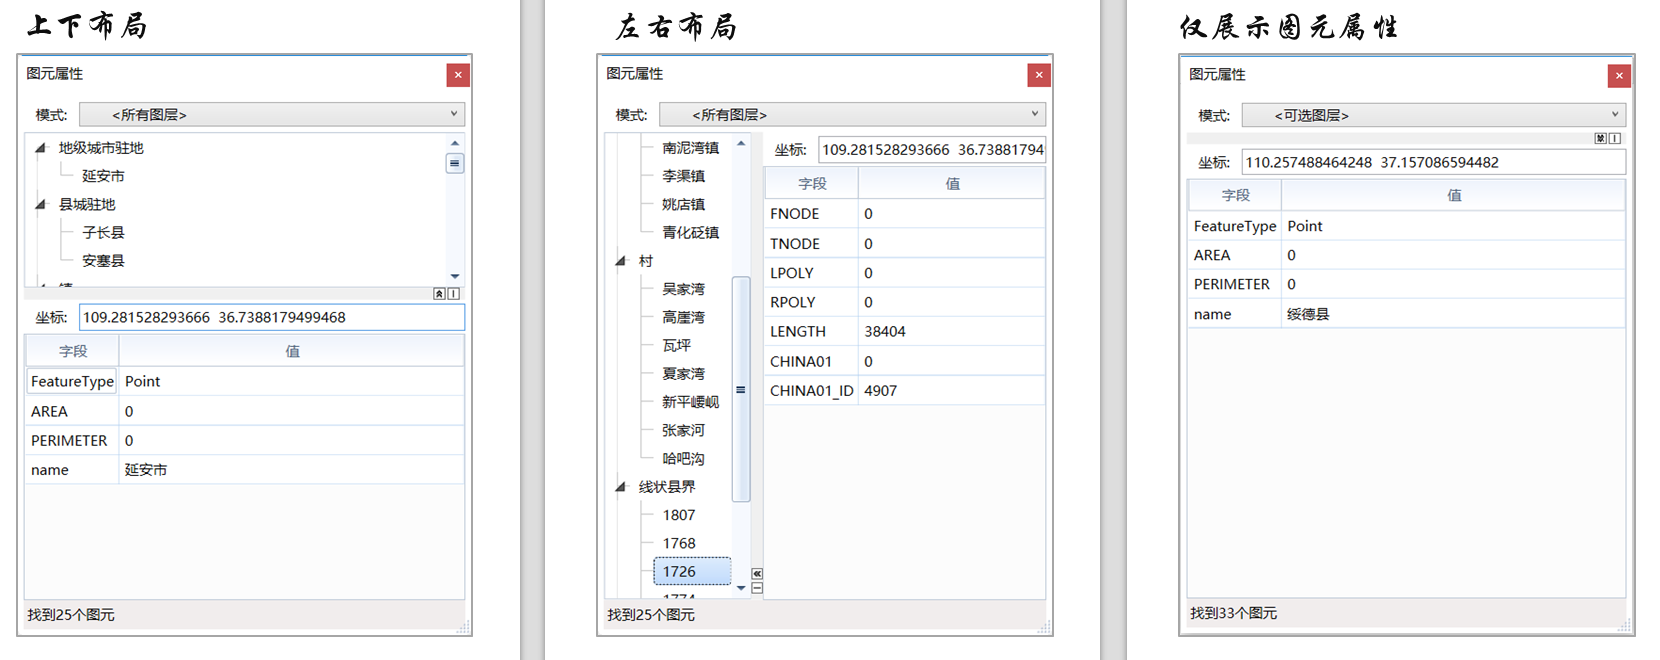 上下布局
图元属性
模式: <所有图层>
地级城市驻地
延安市
县城驻地
子长县
安塞县
坐标: 109.281528293666 36.7388179499468
字段 值
FeatureType Point
AREA 0
PERIMETER 0
name 延安市
找到25个图元
左右布局
图元属性
模式: <所有图层>
南泥湾镇
李渠镇
姚店镇
青化砭镇
村
吴家湾
高崖湾
瓦坪
夏家湾
新平崾岘
张家河
哈吧沟
线状县界
1807
1768
1726
1774
坐标: 109.281528293666 36.73881794
字段 值
FNODE 0
TNODE 0
LPOLY 0
RPOLY 0
LENGTH 38404
CHINA01 0
CHINA01_ID 4907
找到25个图元
仅展示图元属性
图元属性
模式: <可选图层>
坐标: 110.257488464248 37.157086594482
字段 值
FeatureType Point
AREA 0
PERIMETER 0
name 绥德县
找到33个图元